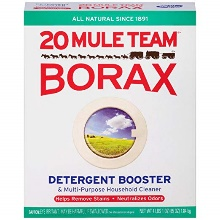 ALL NATURAL SINCE 1891
20 MULE TEAM
BORAX
DETERGENT BOOSTER
& Multi-Purpose Household Cleaner
Helps Remove Stains • Neutralizes Odors